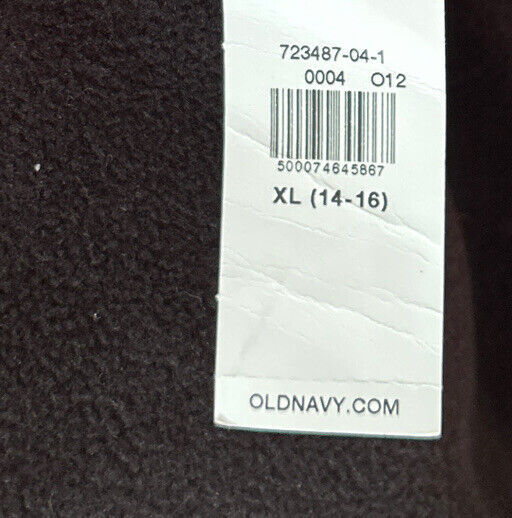 723487-04-1
0004 O12
500074645867
XL (14-16)
OLDNAVY.COM